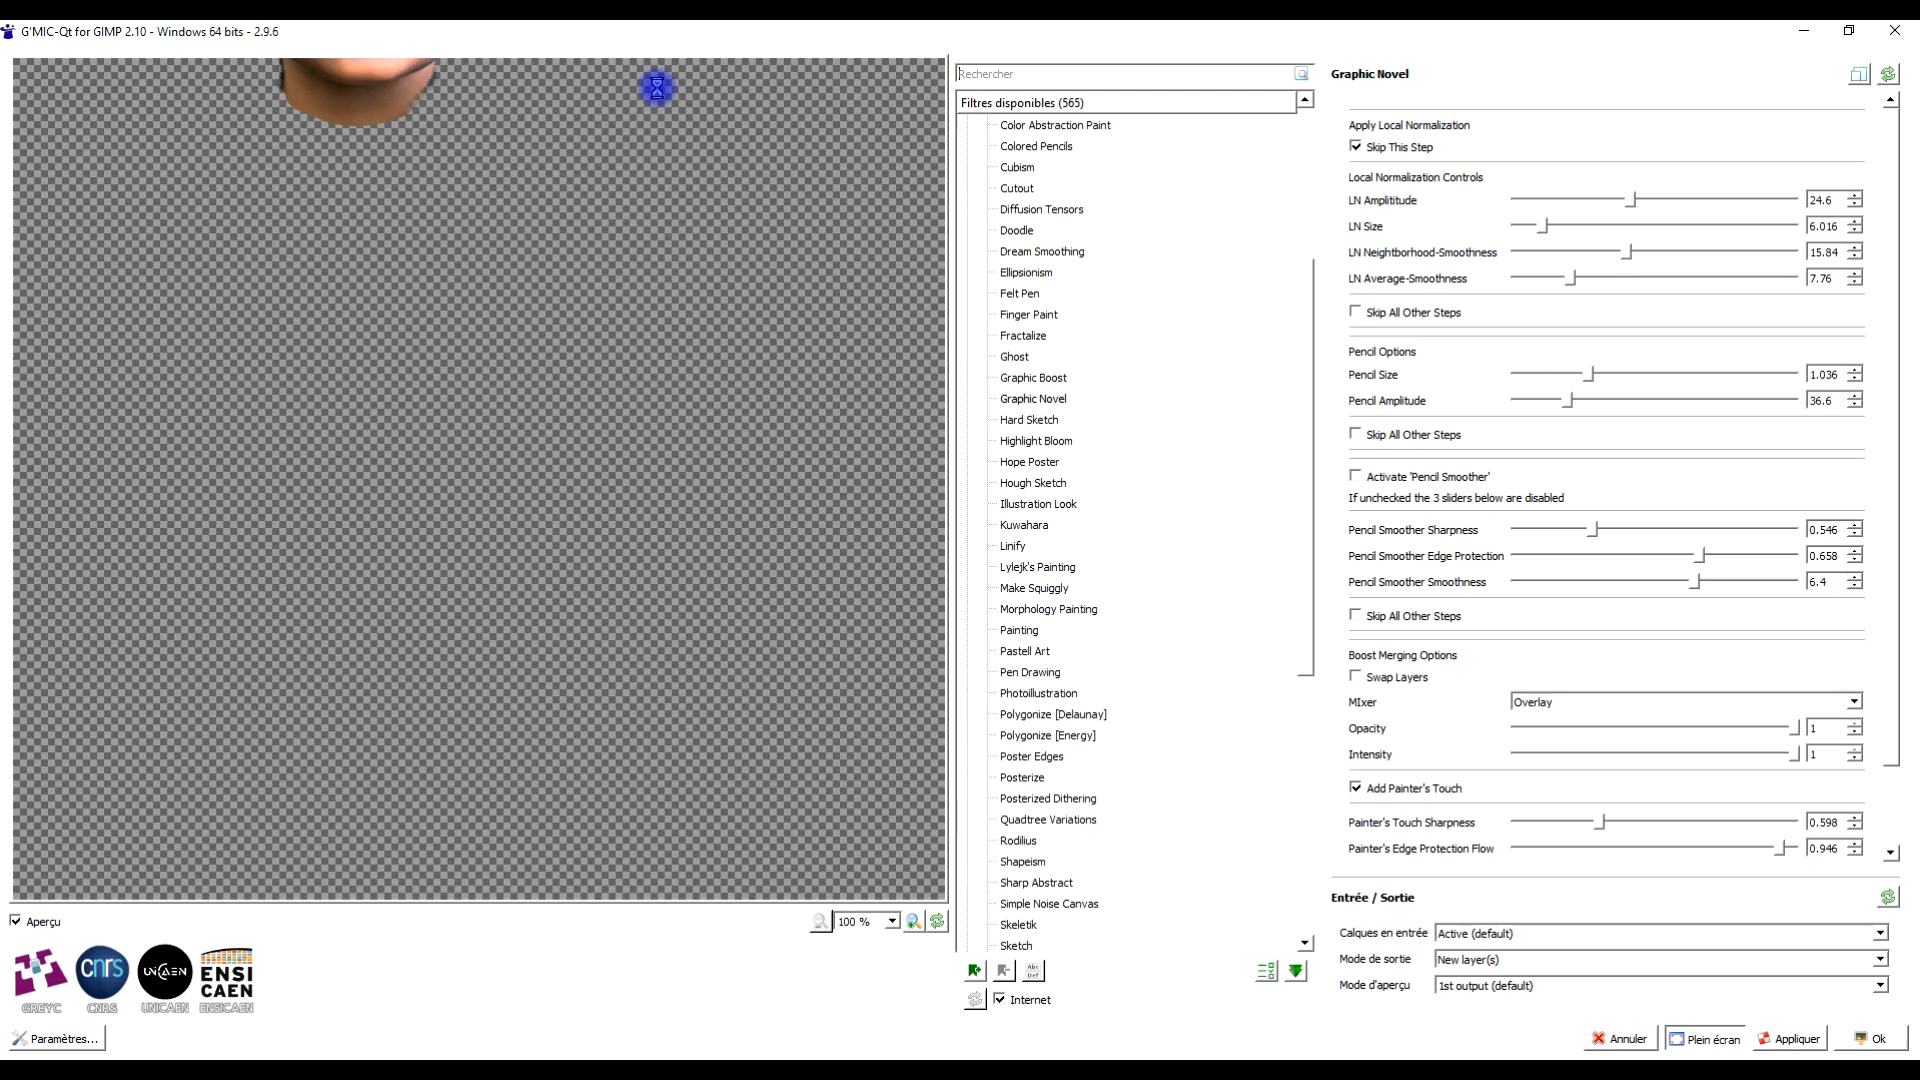 G'MIC-Qt for GIMP 2.10 - Windows 64 bits - 2.9.6
Rechercher
Filtres disponibles (565)
Color Abstraction Paint
Colored Pencils
Cubism
Cutout
Diffusion Tensors
Doodle
Dream Smoothing
Ellipsionism
Felt Pen
Finger Paint
Fractalize
Ghost
Graphic Boost
Graphic Novel
Hard Sketch
Highlight Bloom
Hope Poster
Hough Sketch
Illustration Look
Kuwahara
Linify
Lylejk's Painting
Make Squiggly
Morphology Painting
Painting
Pastell Art
Pen Drawing
Photoillustration
Polygonize [Delaunay]
Polygonize [Energy]
Poster Edges
Posterize
Posterized Dithering
Quadtree Variations
Rodilius
Shapeism
Sharp Abstract
Simple Noise Canvas
Skeletik
Sketch
Abc
Def
Internet
Graphic Novel
Apply Local Normalization
Skip This Step
Local Normalization Controls
LN Amplititude 24.6
LN Size 6.016
LN Neightborhood-Smoothness 15.84
LN Average-Smoothness 7.76
Skip All Other Steps
Pencil Options
Pencil Size 1.036
Pencil Amplitude 36.6
Skip All Other Steps
Activate 'Pencil Smoother'
If unchecked the 3 sliders below are disabled
Pencil Smoother Sharpness 0.546
Pencil Smoother Edge Protection 0.658
Pencil Smoother Smoothness 6.4
Skip All Other Steps
Boost Merging Options
Swap Layers
MIxer Overlay
Opacity 1
Intensity 1
Add Painter's Touch
Painter's Touch Sharpness 0.598
Painter's Edge Protection Flow 0.946
Entrée / Sortie
Calques en entrée Active (default)
Mode de sortie New layer(s)
Mode d'aperçu 1st output (default)
Aperçu
100 %
cnrs
UNICAEN
ENSI
CAEN
GREYC CNRS UNICAEN ENSICAEN
Paramètres...
Annuler
Plein écran
Appliquer
Ok